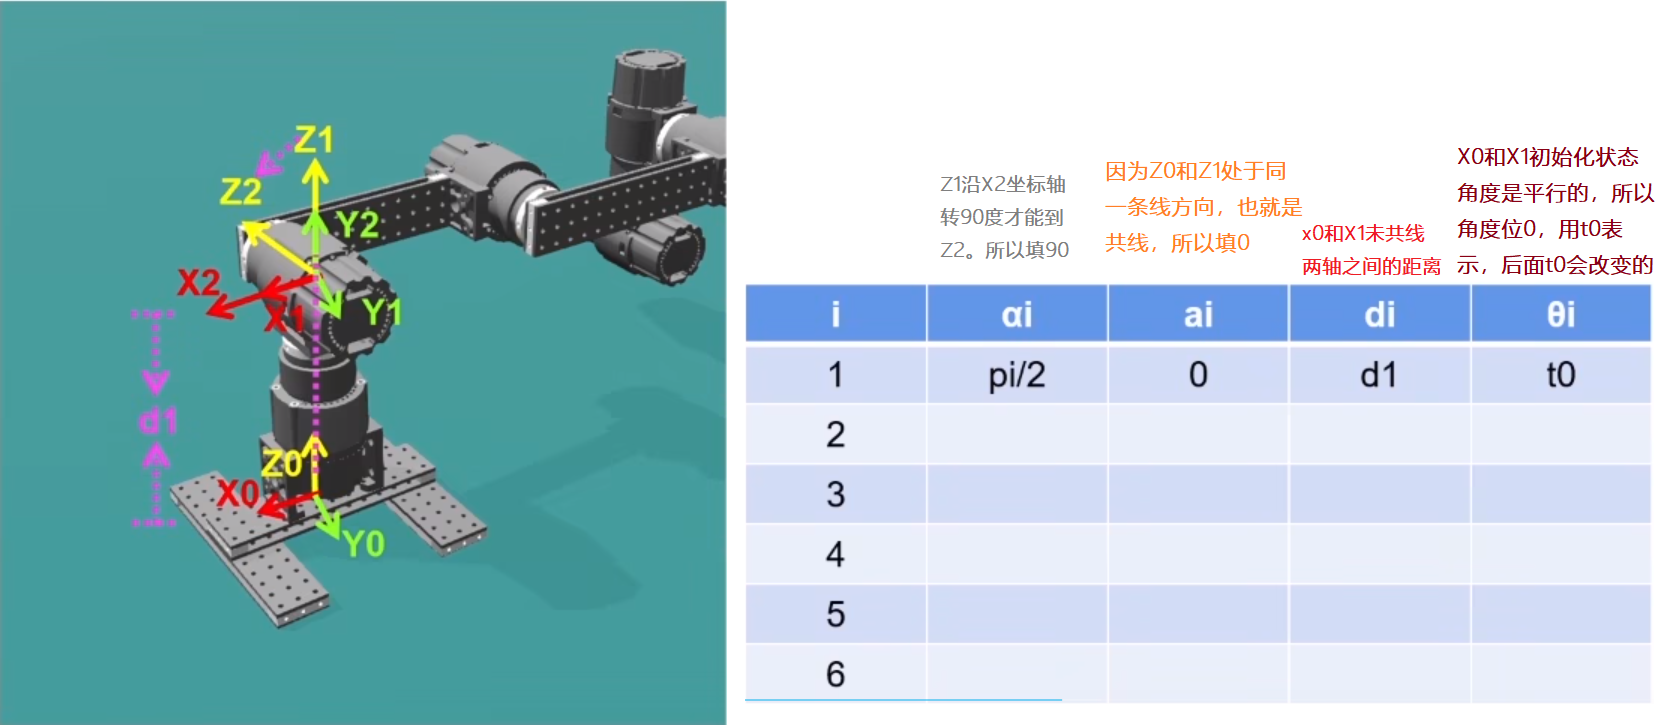 Z1
Z2
Y2
X2
Y1
X1
d1
Z0
X0
Y0
Z1沿X2坐标轴
转90度才能到
Z2。所以填90
因为Z0和Z1处于同
一条线方向，也就是
共线，所以填0
x0和X1未共线
两轴之间的距离
X0和X1初始化状态
角度是平行的，所以
角度位0，用t0表
示，后面t0会改变的
i αi ai di θi
1 pi/2 0 d1 t0
2
3
4
5
6